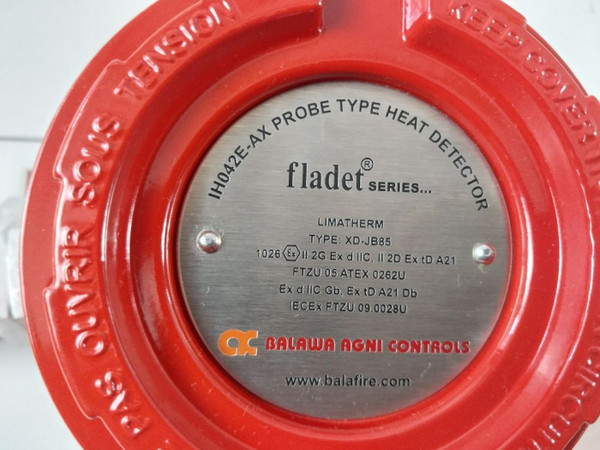 PAS OUVRIR SOUS TENSION
KEEP COVER
CIRCUIT
IH042E-AX PROBE TYPE HEAT DETECTOR
fladet® SERIES...
LIMATHERM
TYPE: XD-JB85
1026 Ex II 2G Ex d IIC, II 2D Ex tD A21
FTZU 05 ATEX 0262U
Ex d IIC Gb, Ex tD A21 Db
IECEx FTZU 09.0028U
BALAWA AGNI CONTROLS
www.balafire.com